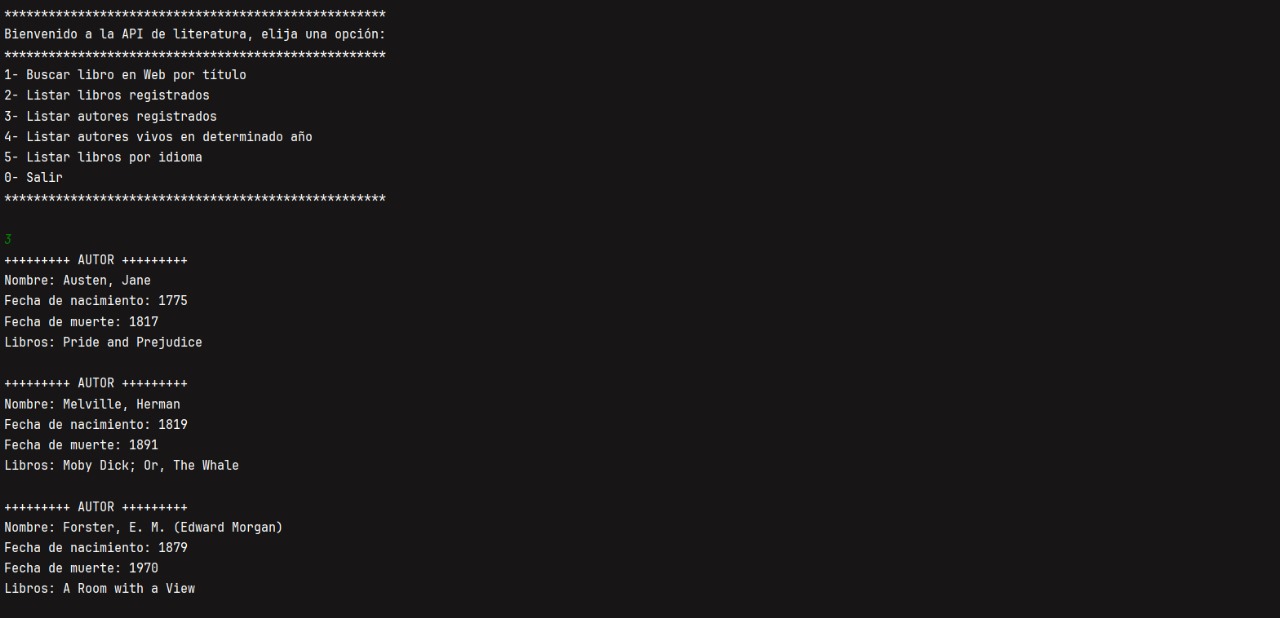 ****************************************************
Bienvenido a la API de literatura, elija una opción:
****************************************************
1- Buscar libro en Web por título
2- Listar libros registrados
3- Listar autores registrados
4- Listar autores vivos en determinado año
5- Listar libros por idioma
0- Salir
****************************************************
3
+++++++++ AUTOR +++++++++
Nombre: Austen, Jane
Fecha de nacimiento: 1775
Fecha de muerte: 1817
Libros: Pride and Prejudice
+++++++++ AUTOR +++++++++
Nombre: Melville, Herman
Fecha de nacimiento: 1819
Fecha de muerte: 1891
Libros: Moby Dick; Or, The Whale
+++++++++ AUTOR +++++++++
Nombre: Forster, E. M. (Edward Morgan)
Fecha de nacimiento: 1879
Fecha de muerte: 1970
Libros: A Room with a View